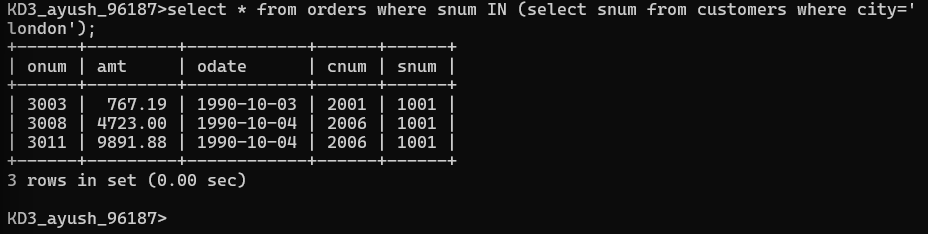 KD3_ayush_96187>select * from orders where snum IN (select snum from customers where city='
london');
+------+---------+------------+------+------+
| onum | amt     | odate      | cnum | snum |
+------+---------+------------+------+------+
| 3003 |  767.19 | 1990-10-03 | 2001 | 1001 |
| 3008 | 4723.00 | 1990-10-04 | 2006 | 1001 |
| 3011 | 9891.88 | 1990-10-04 | 2006 | 1001 |
+------+---------+------------+------+------+
3 rows in set (0.00 sec)
KD3_ayush_96187>